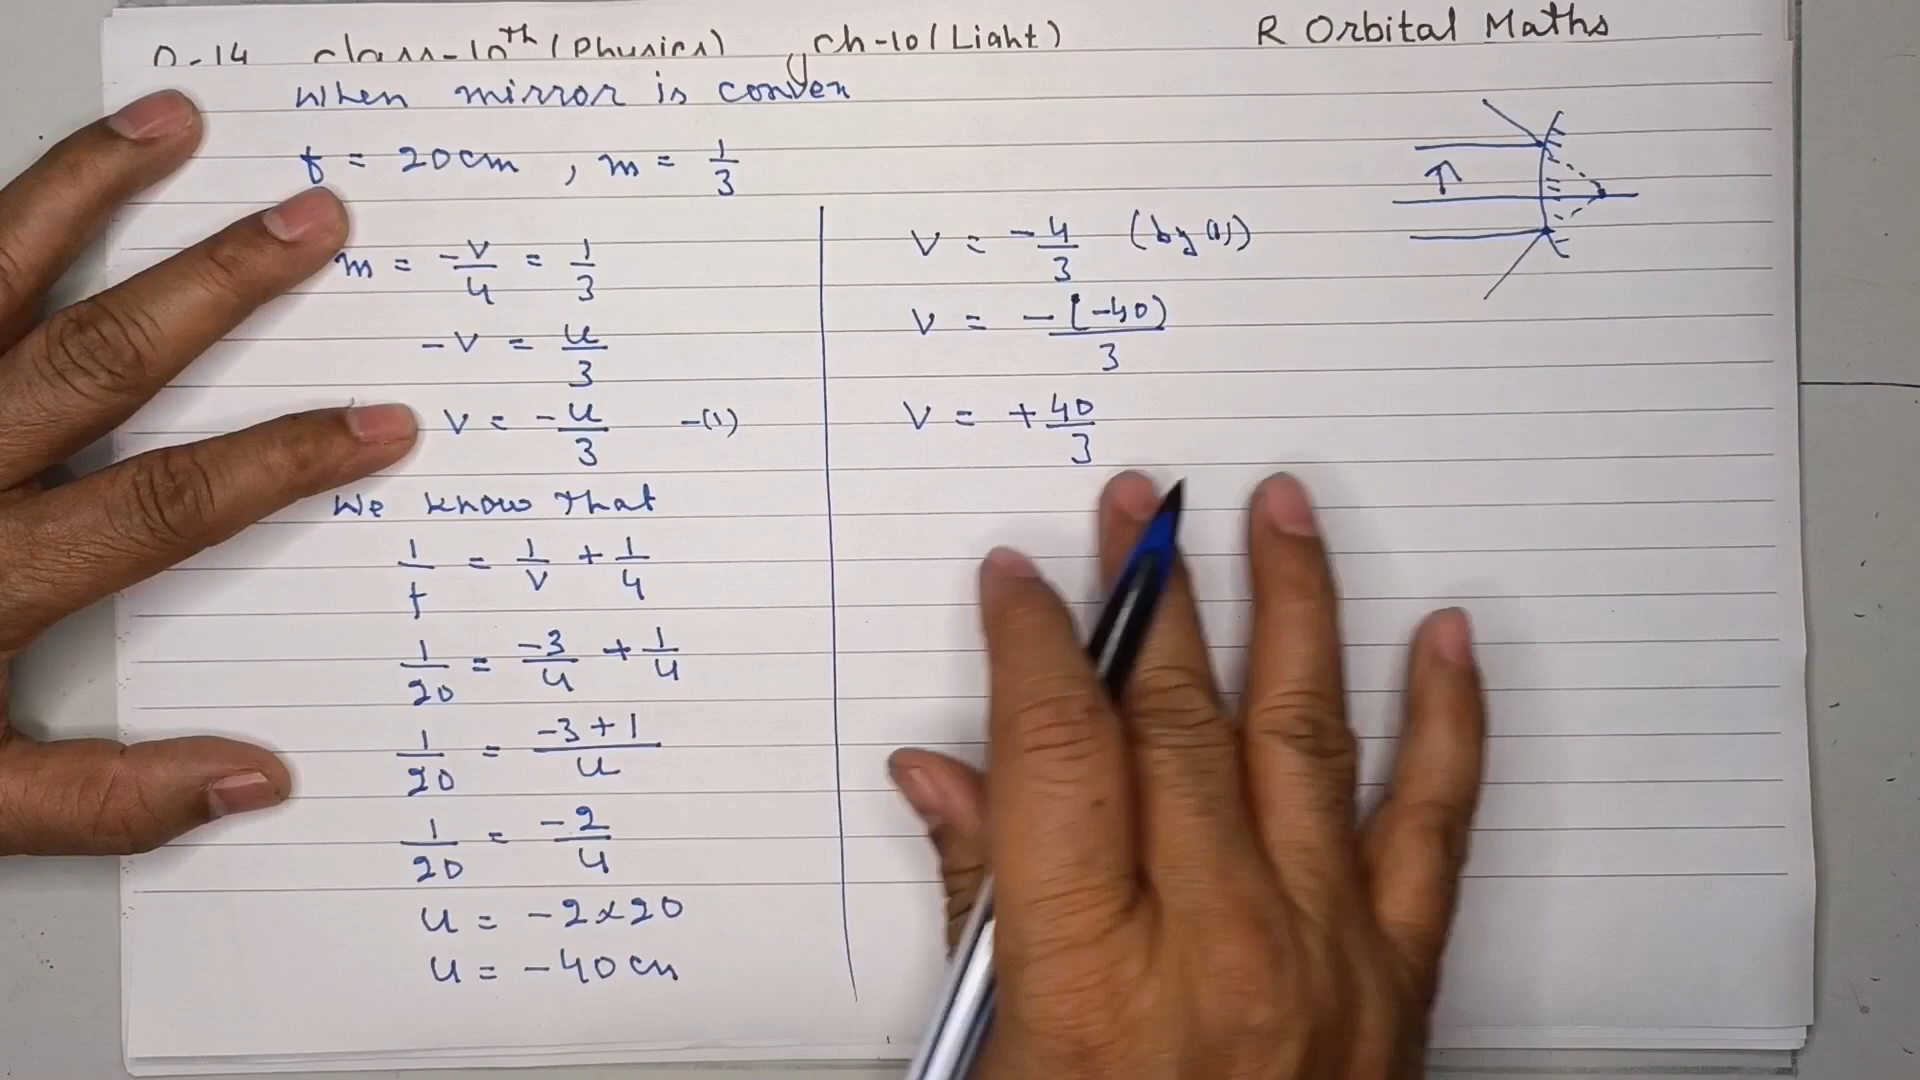 Q-14 class-10th (Physics) , Ch-10 (Light) R Orbital Maths
When mirror is convex
f = 20cm , m = 1/3
m = -v/u = 1/3
-v = u/3
v = -u/3 -(1)
We know that
1/f = 1/v + 1/u
1/20 = -3/u + 1/u
1/20 = -3+1/u
1/20 = -2/u
u = -2×20
u = -40cm
v = -u/3 (by (1))
v = -(-40)/3
v = +40/3